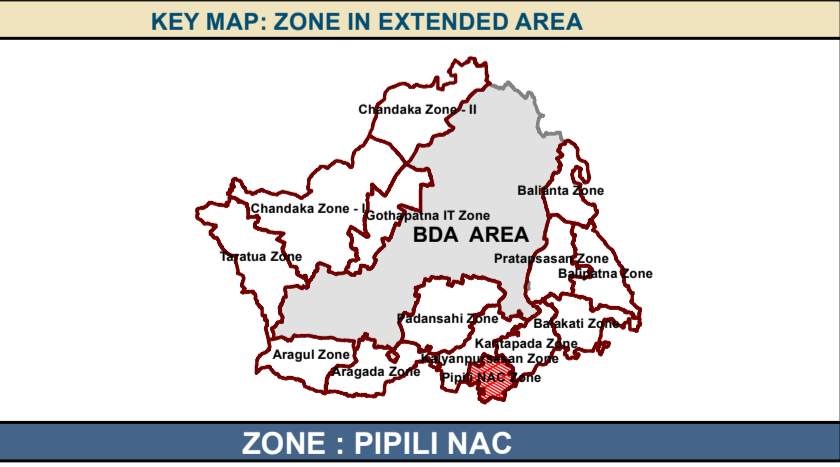 KEY MAP: ZONE IN EXTENDED AREA
Chandaka Zone - II
Balianta Zone
Chandaka Zone - I
Gothapatna IT Zone
BDA AREA
Taratua Zone
Pratapsasan Zone
Balipatna Zone
Padansahi Zone
Balakati Zone
Kantapada Zone
Aragul Zone
Kalyanpursasan Zone
Aragada Zone
Pipili NAC Zone
ZONE : PIPILI NAC